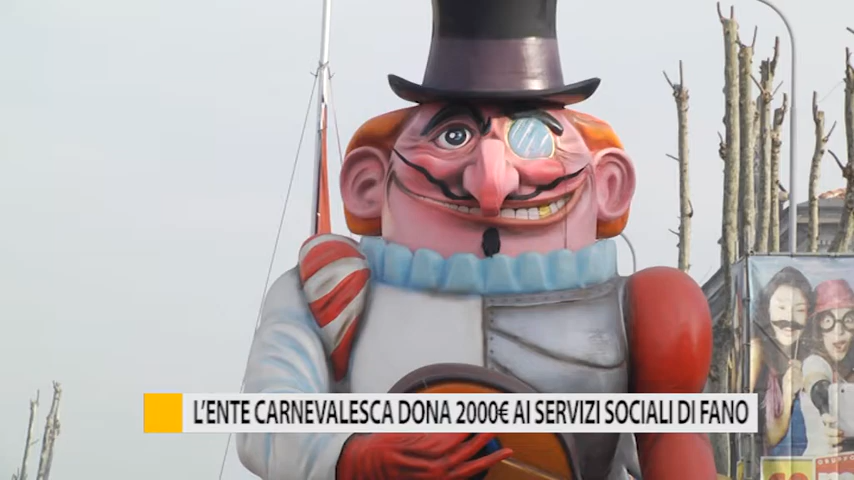 L'ENTE CARNEVALESCA DONA 2000€ AI SERVIZI SOCIALI DI FANO